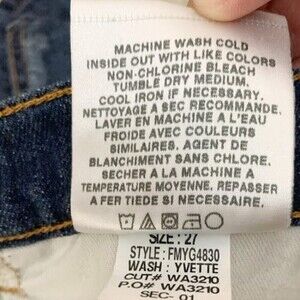 MACHINE WASH COLD
INSIDE OUT WITH LIKE COLORS
NON-CHLORINE BLEACH
TUMBLE DRY MEDIUM,
COOL IRON IF NECESSARY.
NETTOYAGE A SEC RECOMMANDE.
LAVER EN MACHINE A L'EAU
FROIDE AVEC COULEURS
SIMILAIRES. AGENT DE
BLANCHIMENT SANS CHLORE.
SECHER A LA MACHINE A
TEMPERATURE MOYENNE. REPASSER
A FER TIEDE SI NECESSAIRE.
SIZE: 27
STYLE: FMYG4830
WASH: YVETTE
CUT# WA3210
P.O# WA3210
SEC- 01